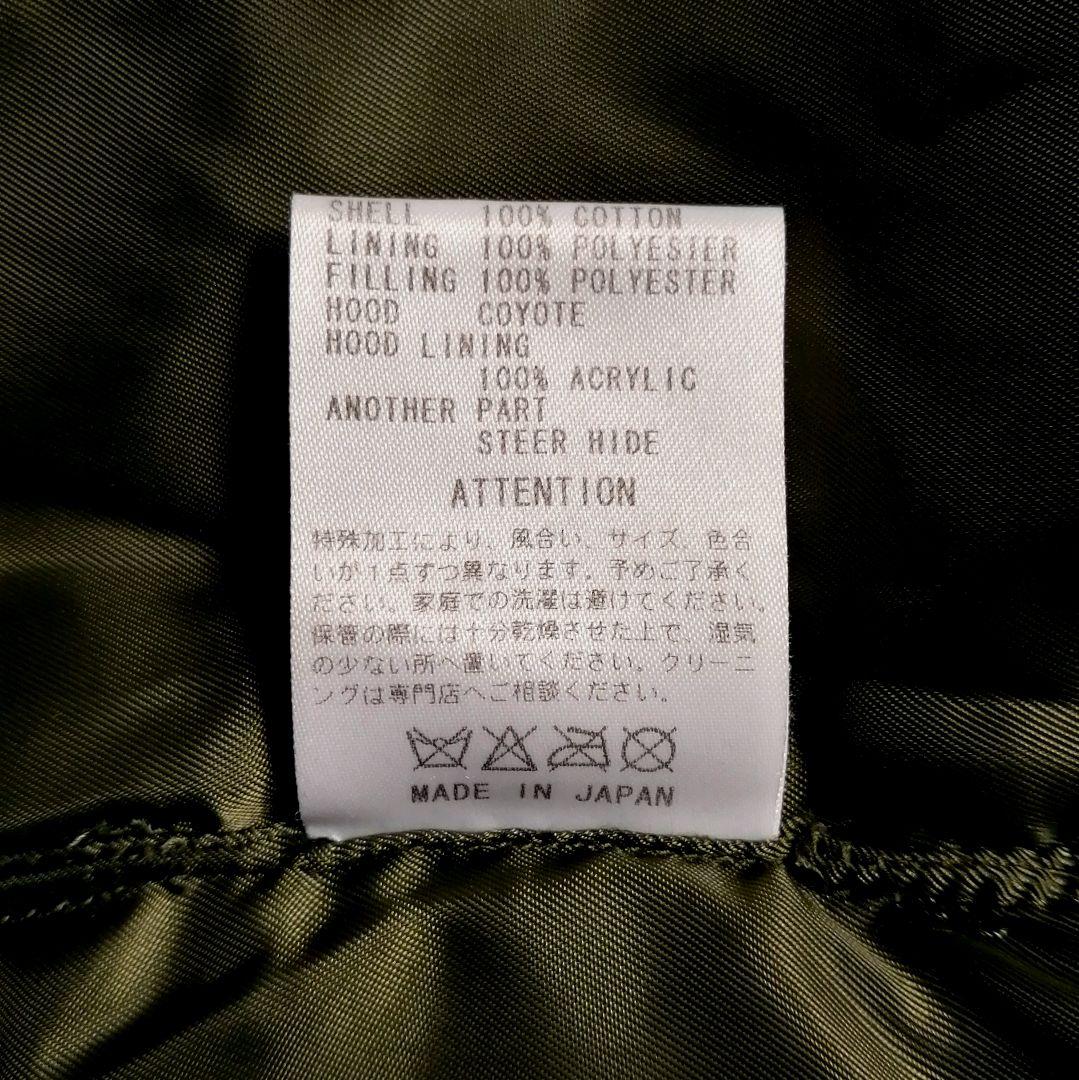 SHELL 100% COTTON
LINING 100% POLYESTER
FILLING 100% POLYESTER
HOOD COYOTE
HOOD LINING
100% ACRYLIC
ANOTHER PART
STEER HIDE
ATTENTION
特殊加工により、風合い、サイズ、色合
いが1点ずつ異なります。予めご了承く
ださい。家庭での洗濯は避けてください。
保管の際には十分乾燥させた上で、湿気
の少ない所へ置いてください。クリーニ
ングは専門店へご相談ください。
MADE IN JAPAN